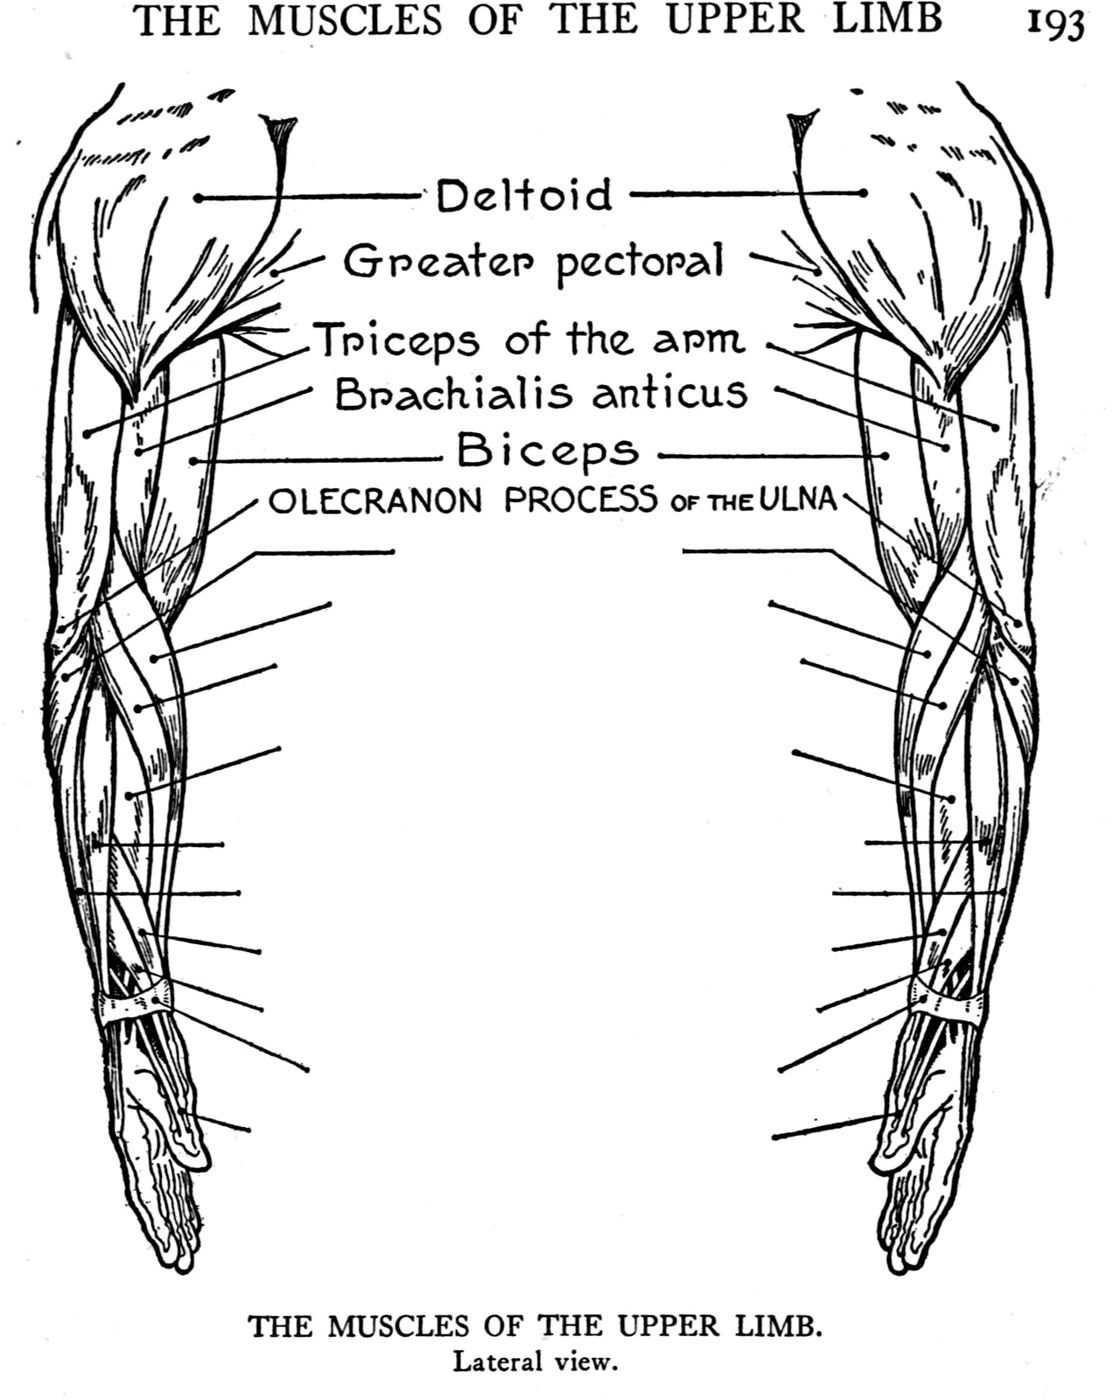 THE MUSCLES OF THE UPPER LIMB 193
Deltoid
Greater pectoral
Triceps of the arm
Brachialis anticus
Biceps
OLECRANON PROCESS OF THE ULNA
THE MUSCLES OF THE UPPER LIMB.
Lateral view.